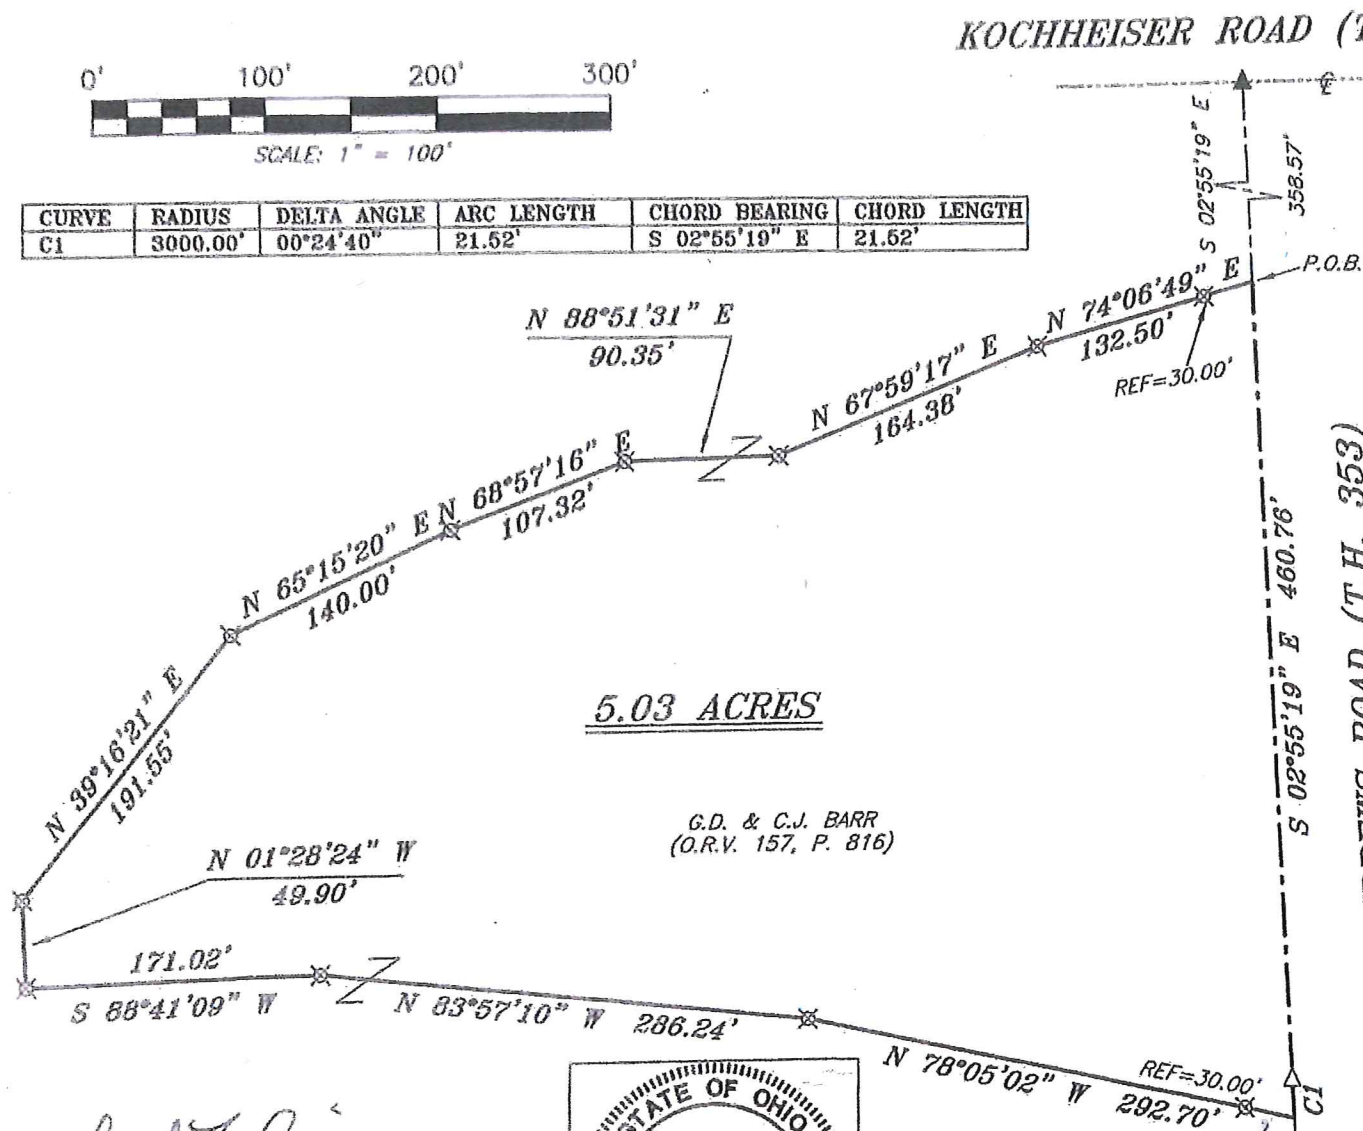 KOCHHEISER ROAD
0' 100' 200' 300'
SCALE: 1" = 100'
℄
S 02°55'19" E
358.57'
CURVE RADIUS DELTA ANGLE ARC LENGTH CHORD BEARING CHORD LENGTH
C1 3000.00' 00°24'40" 21.52' S 02°55'19" E 21.52'
P.O.B.
N 74°06'49" E
132.50'
REF=30.00'
N 88°51'31" E
90.35'
N 67°59'17" E
164.38'
N 68°57'16" E
107.32'
N 65°15'20" E
140.00'
S 02°55'19" E 460.76'
ROAD (T.H. 353)
5.03 ACRES
N 39°16'21" E
191.55'
G.D. & C.J. BARR
(O.R.V. 157, P. 816)
N 01°28'24" W
49.90'
171.02'
S 88°41'09" W
N 83°57'10" W 286.24'
N 78°05'02" W 292.70'
REF=30.00'
C1
STATE OF OHIO